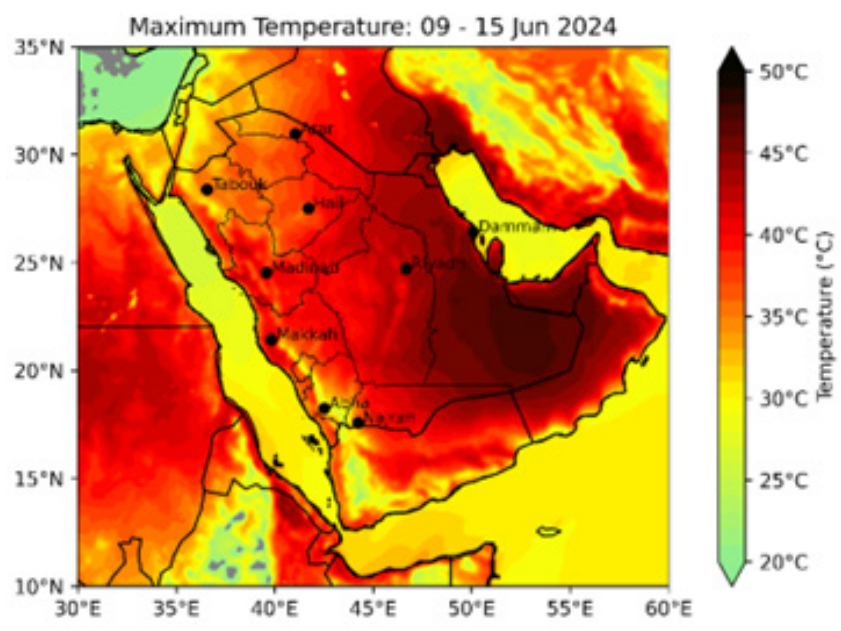 Maximum Temperature: 09 - 15 Jun 2024
35°N
30°N
25°N
20°N
15°N
10°N
Arar
Tabouk
Hail
Dammam
Madinah
Riyadh
Makkah
Abha
Najran
30°E 35°E 40°E 45°E 50°E 55°E 60°E
50°C
45°C
40°C
35°C
30°C
25°C
20°C
Temperature (°C)